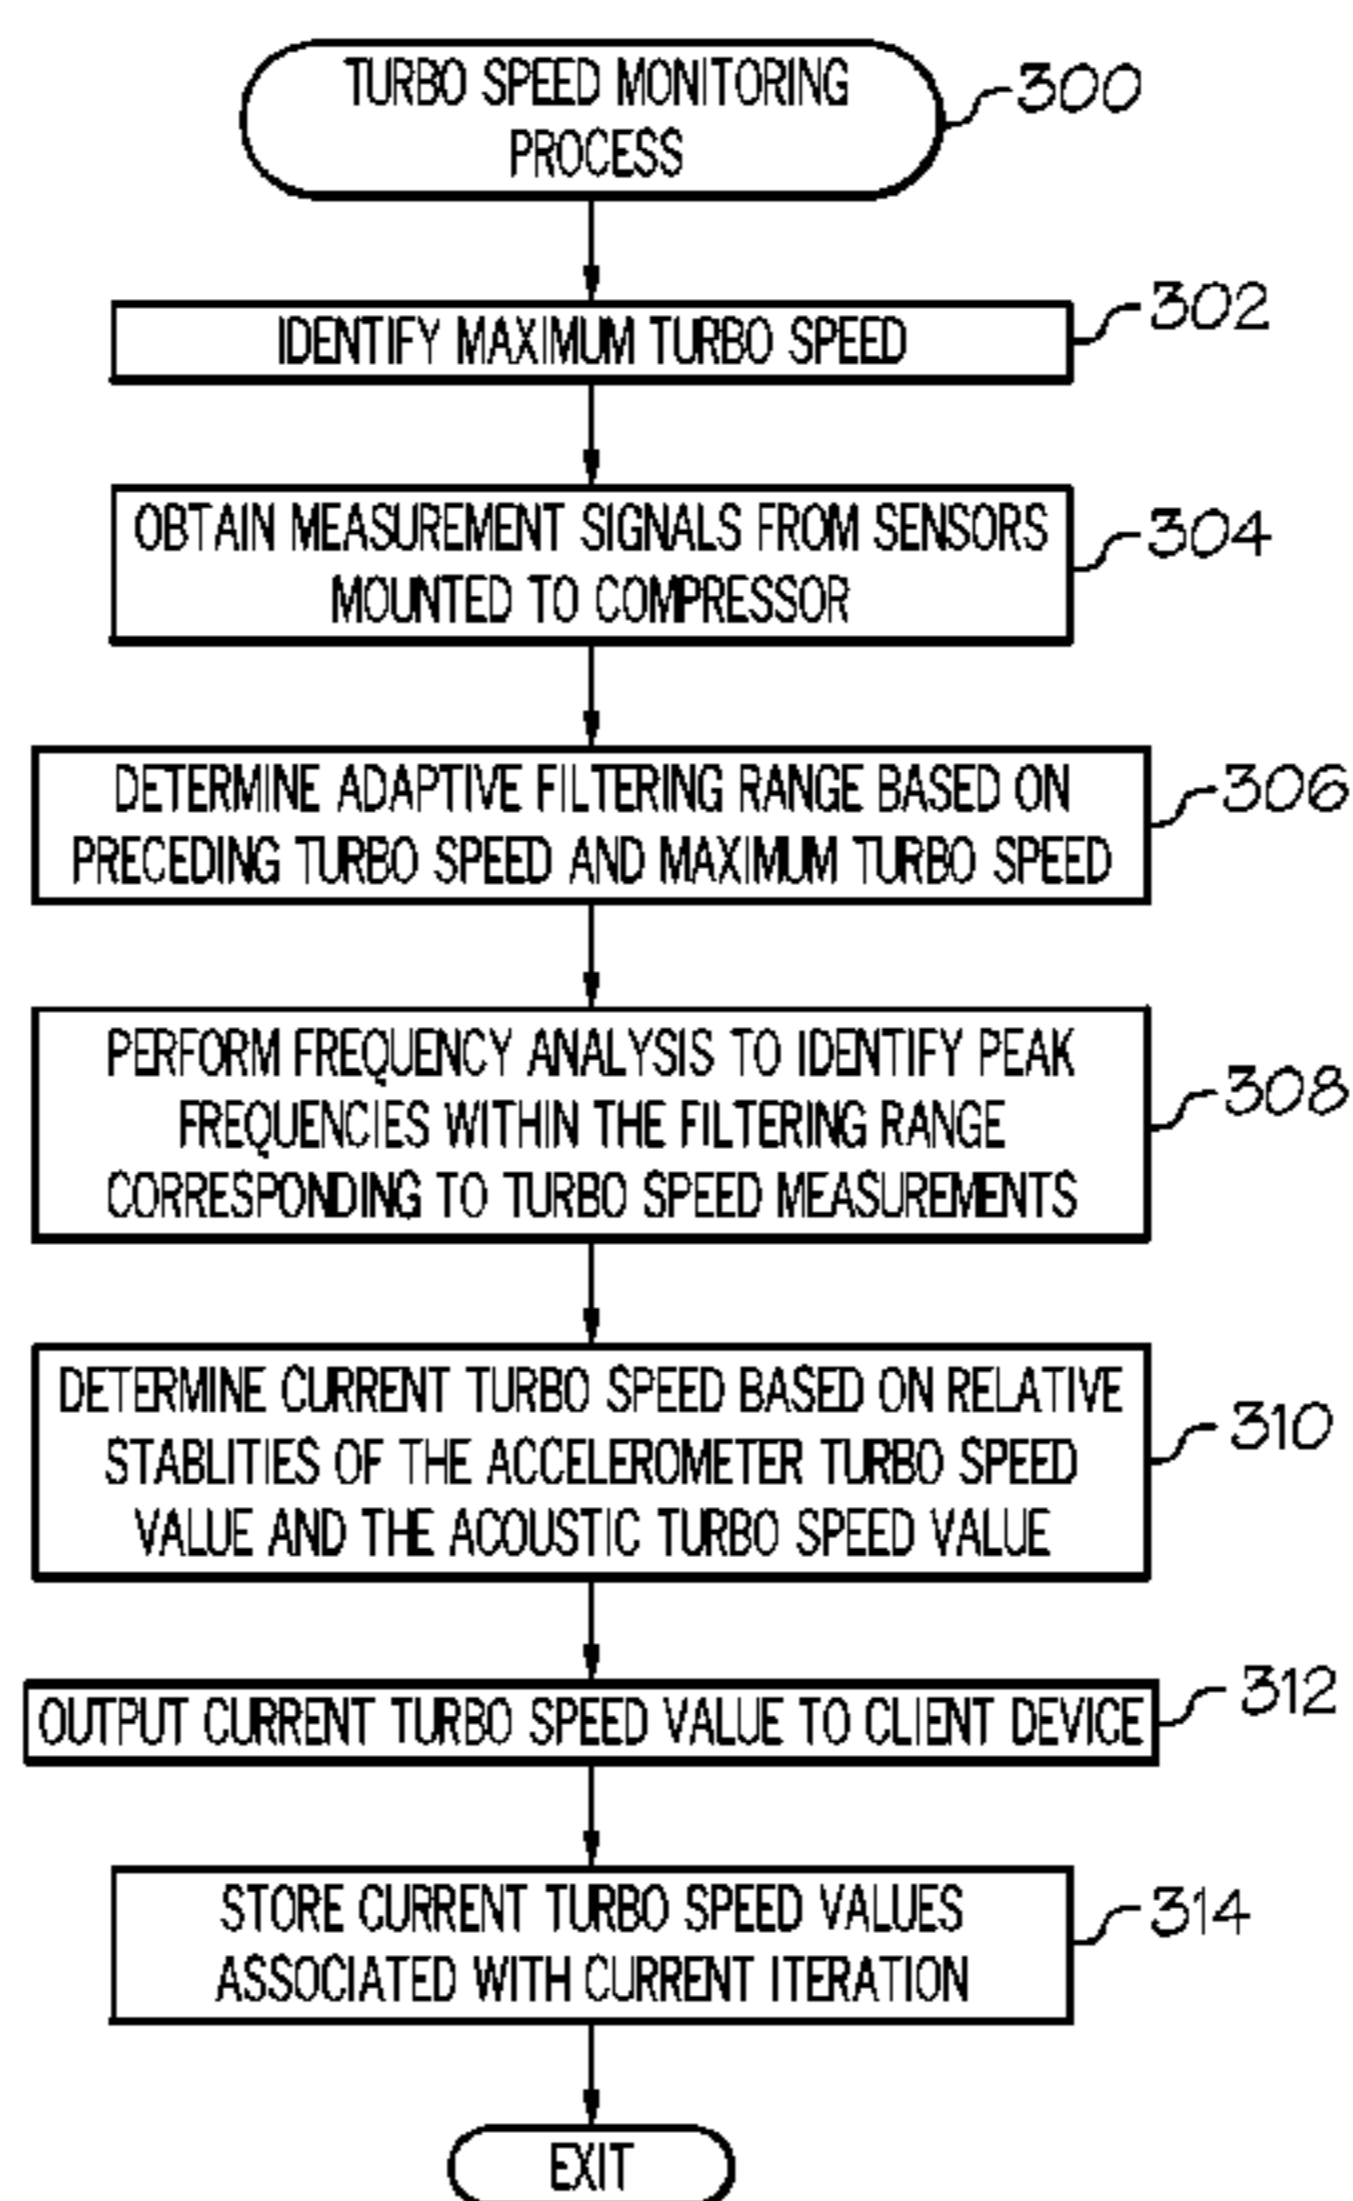 TURBO SPEED MONITORING
PROCESS
300
IDENTIFY MAXIMUM TURBO SPEED
302
OBTAIN MEASUREMENT SIGNALS FROM SENSORS
MOUNTED TO COMPRESSOR
304
DETERMINE ADAPTIVE FILTERING RANGE BASED ON
PRECEDING TURBO SPEED AND MAXIMUM TURBO SPEED
306
PERFORM FREQUENCY ANALYSIS TO IDENTIFY PEAK
FREQUENCIES WITHIN THE FILTERING RANGE
CORRESPONDING TO TURBO SPEED MEASUREMENTS
308
DETERMINE CURRENT TURBO SPEED BASED ON RELATIVE
STABLITIES OF THE ACCELEROMETER TURBO SPEED
VALUE AND THE ACOUSTIC TURBO SPEED VALUE
310
OUTPUT CURRENT TURBO SPEED VALUE TO CLIENT DEVICE
312
STORE CURRENT TURBO SPEED VALUES
ASSOCIATED WITH CURRENT ITERATION
314
EXIT